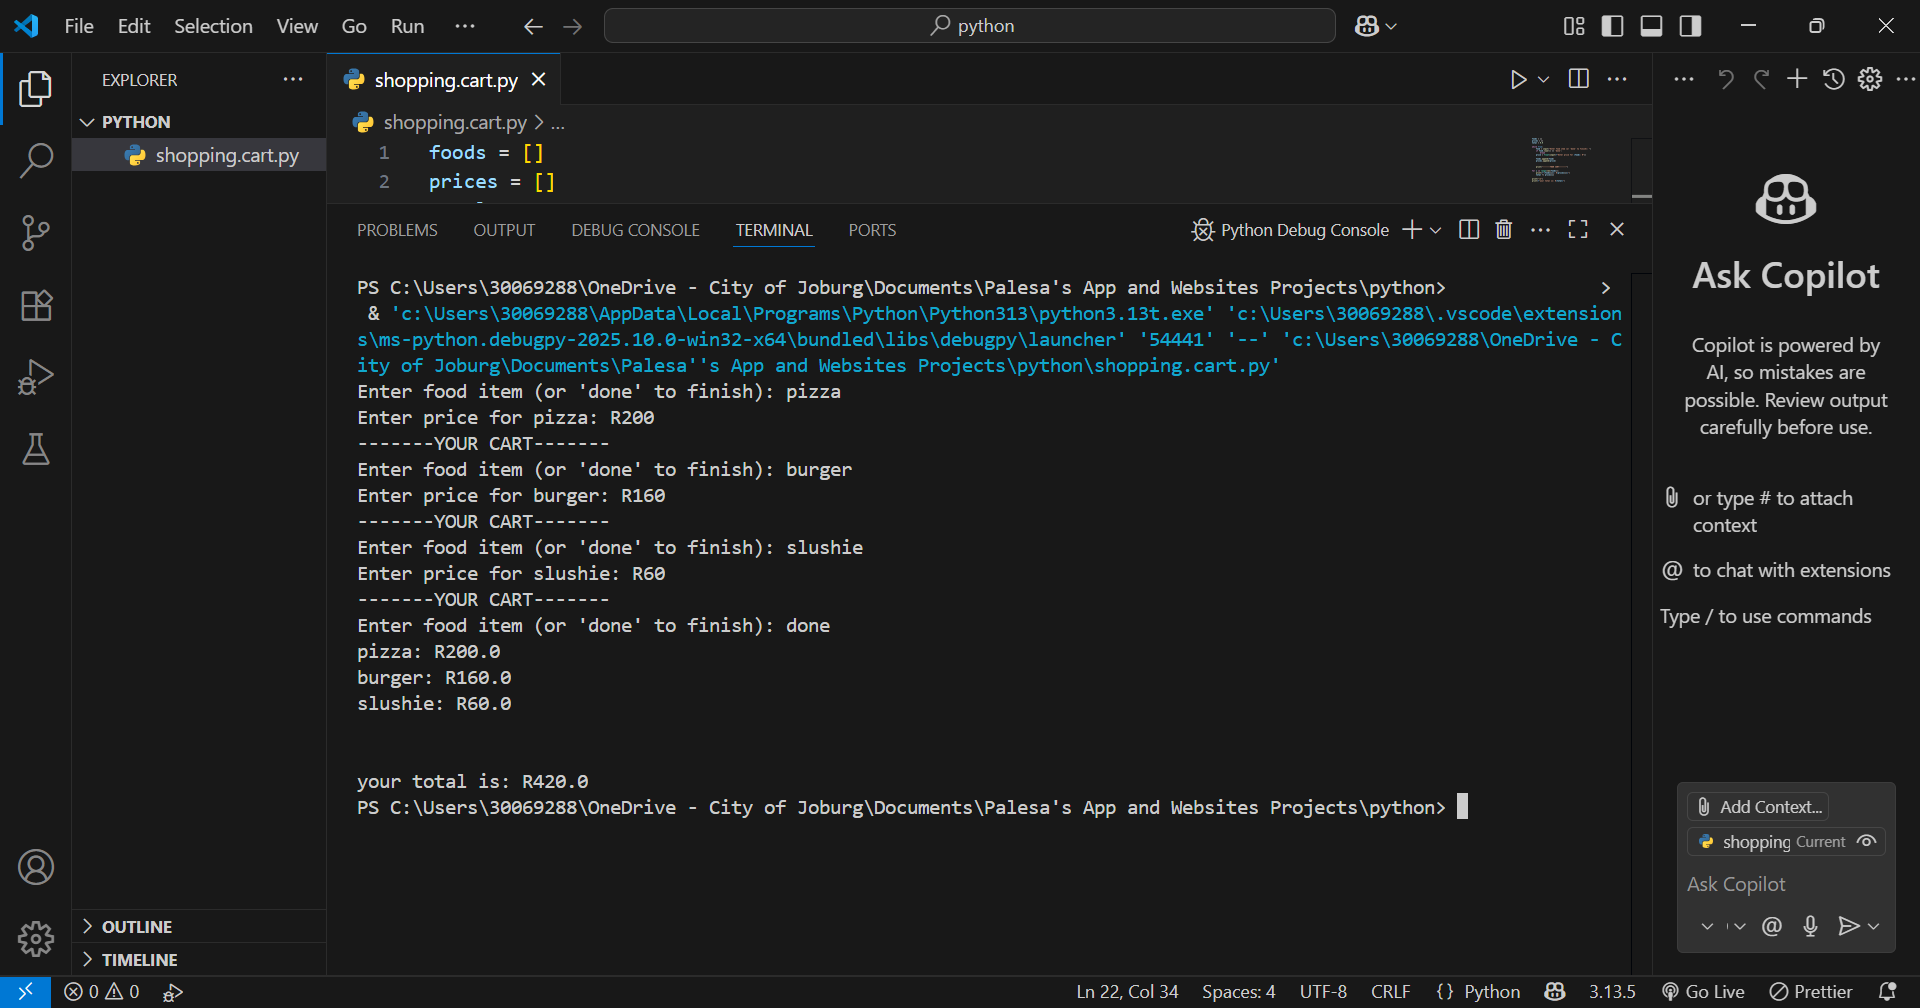 File Edit Selection View Go Run ··· python
EXPLORER ···
PYTHON
shopping.cart.py
OUTLINE
TIMELINE
shopping.cart.py
shopping.cart.py > ...
1 foods = []
2 prices = []
PROBLEMS OUTPUT DEBUG CONSOLE TERMINAL PORTS Python Debug Console
PS C:\Users\30069288\OneDrive - City of Joburg\Documents\Palesa's App and Websites Projects\python>
& 'c:\Users\30069288\AppData\Local\Programs\Python\Python313\python3.13t.exe' 'c:\Users\30069288\.vscode\extension
s\ms-python.debugpy-2025.10.0-win32-x64\bundled\libs\debugpy\launcher' '54441' '--' 'c:\Users\30069288\OneDrive - C
ity of Joburg\Documents\Palesa''s App and Websites Projects\python\shopping.cart.py'
Enter food item (or 'done' to finish): pizza
Enter price for pizza: R200
-------YOUR CART-------
Enter food item (or 'done' to finish): burger
Enter price for burger: R160
-------YOUR CART-------
Enter food item (or 'done' to finish): slushie
Enter price for slushie: R60
-------YOUR CART-------
Enter food item (or 'done' to finish): done
pizza: R200.0
burger: R160.0
slushie: R60.0
your total is: R420.0
PS C:\Users\30069288\OneDrive - City of Joburg\Documents\Palesa's App and Websites Projects\python>
Ask Copilot
Copilot is powered by
AI, so mistakes are
possible. Review output
carefully before use.
or type # to attach
context
@ to chat with extensions
Type / to use commands
Add Context...
shopping Current
Ask Copilot
@
0 0 Ln 22, Col 34 Spaces: 4 UTF-8 CRLF {} Python 3.13.5 Go Live Prettier